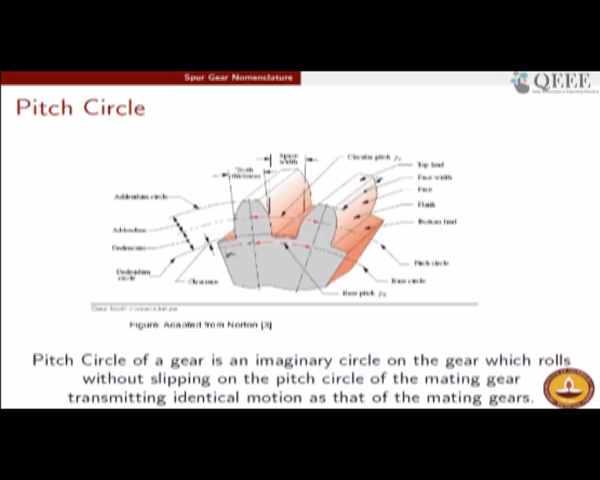 Spur Gear Nomenclature
QEEE
Pitch Circle
Space
width
Tooth
thickness
Circular pitch
Top land
Face width
Face
Flank
Bottom land
Addendum circle
Addendum
Dedendum
Dedendum
circle
Clearance
Pitch circle
Base circle
Base pitch
Gear tooth nomenclature
Figure: Adapted from Norton [3]
Pitch Circle of a gear is an imaginary circle on the gear which rolls
without slipping on the pitch circle of the mating gear
transmitting identical motion as that of the mating gears.